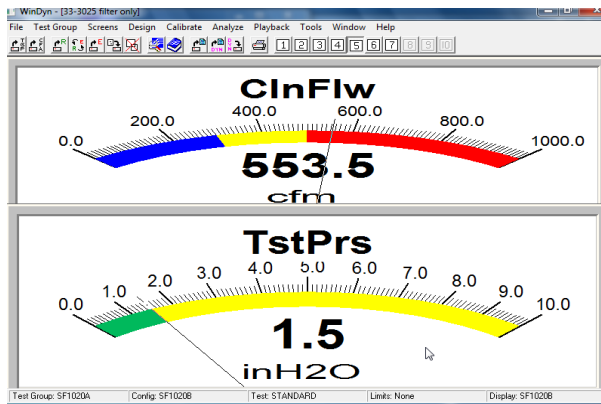 WinDyn - [33-3025 filter only]
File Test Group Screens Design Calibrate Analyze Playback Tools Window Help
1 2 3 4 5 6 7 8 9 10
ClnFlw
0.0 200.0 400.0 600.0 800.0 1000.0
553.5
cfm
TstPrs
0.0 1.0 2.0 3.0 4.0 5.0 6.0 7.0 8.0 9.0 10.0
1.5
inH2O
Test Group: SF1020A Config: SF1020B Test: STANDARD Limits: None Display: SF1020B